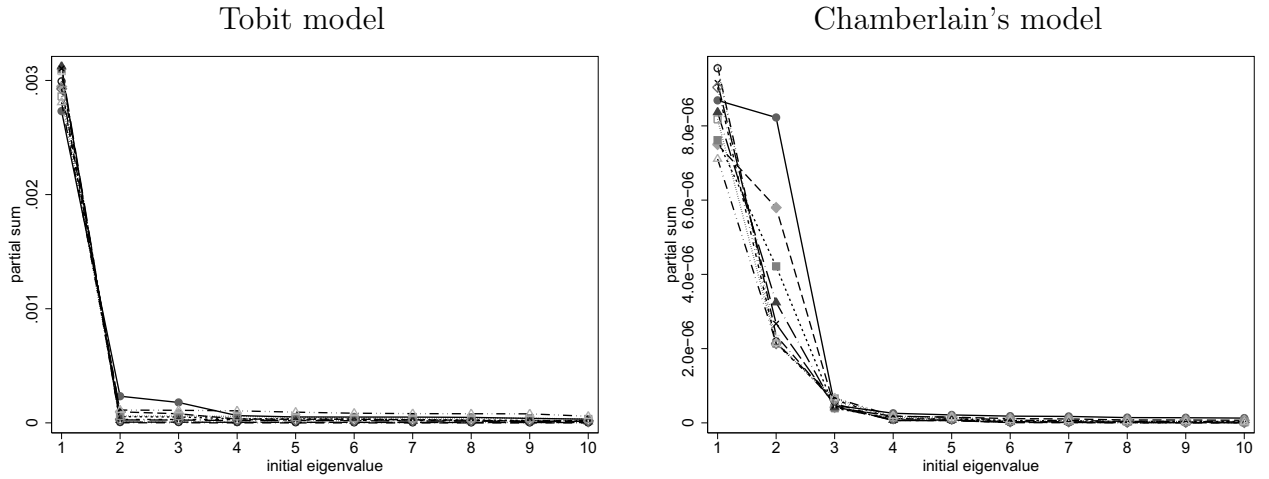 Tobit model
Chamberlain's model
partial sum
0
.001
.002
.003
1 2 3 4 5 6 7 8 9 10
initial eigenvalue
partial sum
0
2.0e−06
4.0e−06
6.0e−06
8.0e−06
1 2 3 4 5 6 7 8 9 10
initial eigenvalue